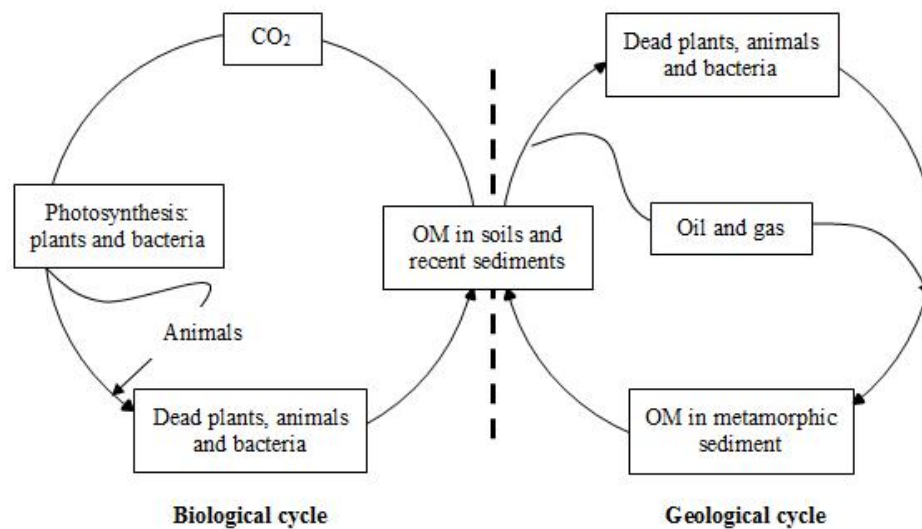 CO₂
Dead plants, animals
and bacteria
Photosynthesis:
plants and bacteria
OM in soils and
recent sediments
Oil and gas
Animals
Dead plants, animals
and bacteria
OM in metamorphic
sediment
Biological cycle
Geological cycle